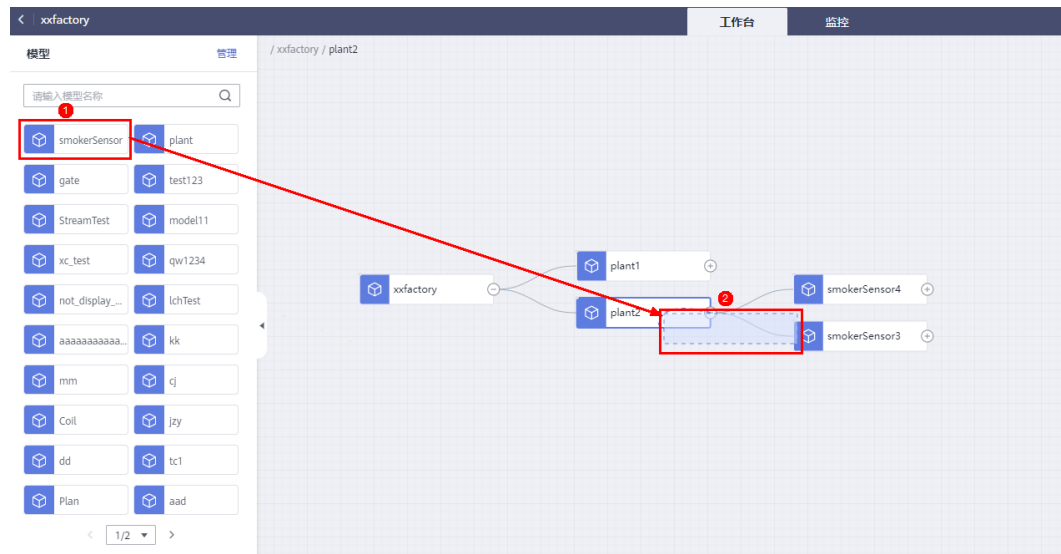 xxfactory
工作台
监控
模型
管理
/ xxfactory / plant2
请输入模型名称
1
smokerSensor
plant
gate
test123
StreamTest
model11
xc_test
qw1234
not_display_...
lchTest
aaaaaaaaaaa...
kk
mm
cj
Coil
jzy
dd
tc1
Plan
aad
1/2
xxfactory
plant1
plant2
2
smokerSensor4
smokerSensor3